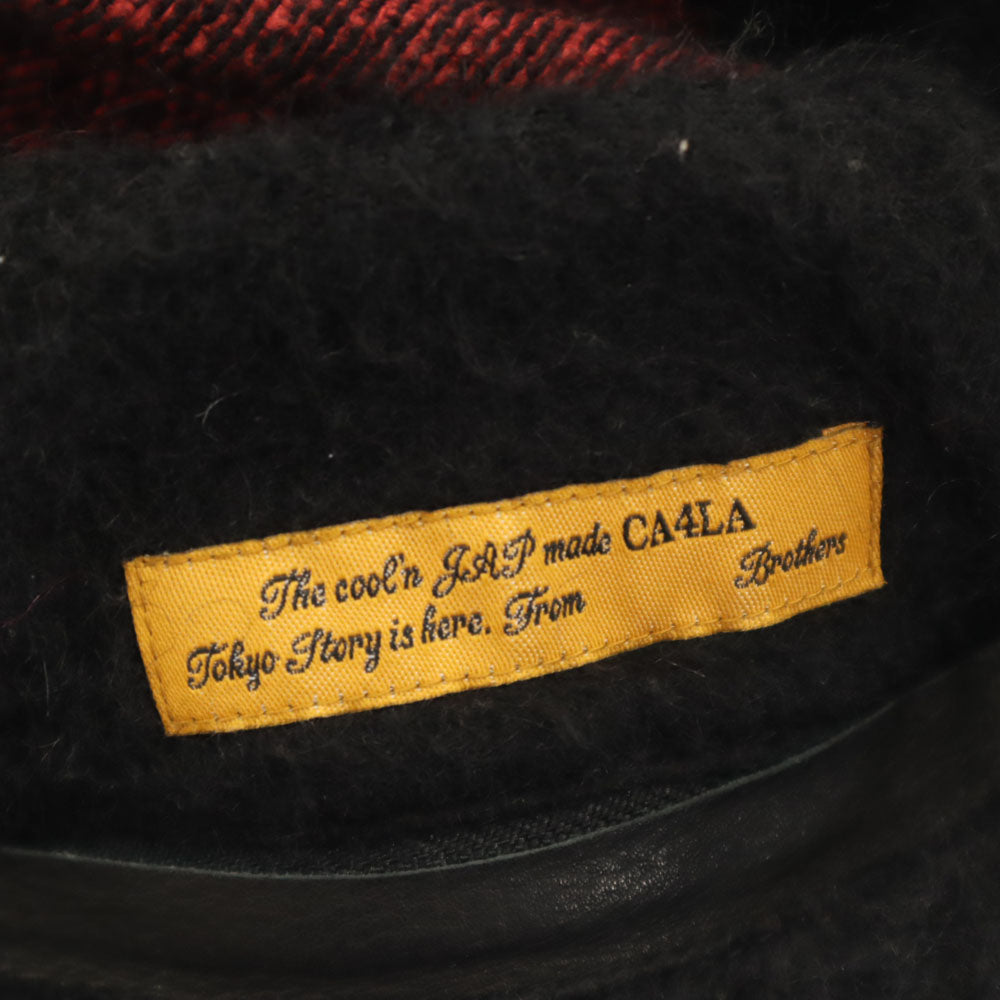 The cool'n JAP made CA4LA
Tokyo Story is here. From Brothers